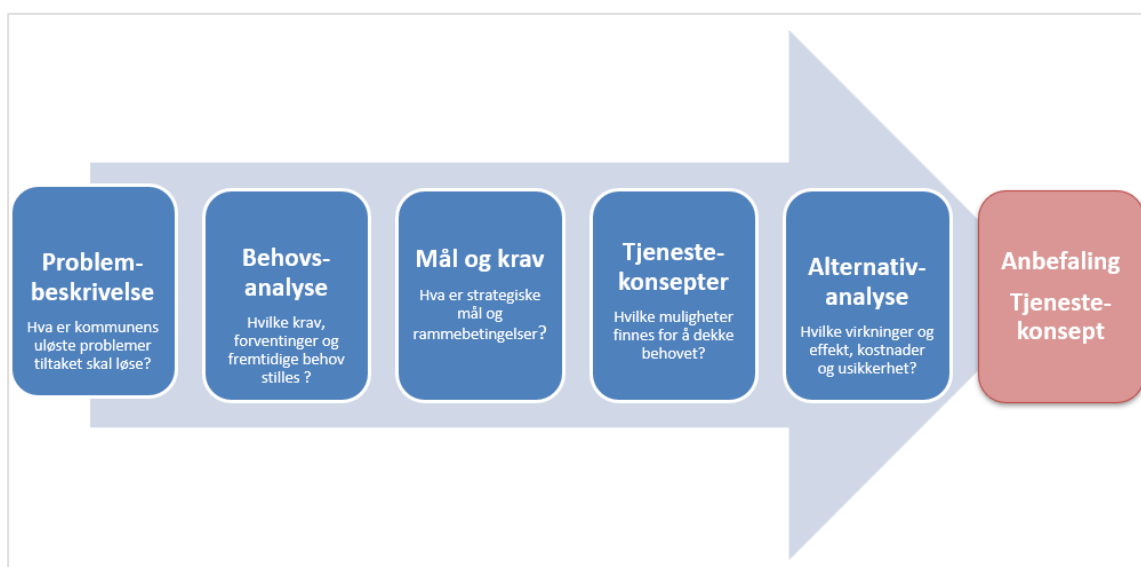 Problem-
beskrivelse
Hva er kommunens
uløste problemer
tiltaket skal løse?
Behovs-
analyse
Hvilke krav,
forventinger og
fremtidige behov
stilles ?
Mål og krav
Hva er strategiske
mål og
rammebetingelser?
Tjeneste-
konsepter
Hvilke muligheter
finnes for å dekke
behovet?
Alternativ-
analyse
Hvilke virkninger og
effekt, kostnader
og usikkerhet?
Anbefaling
Tjeneste-
konsept